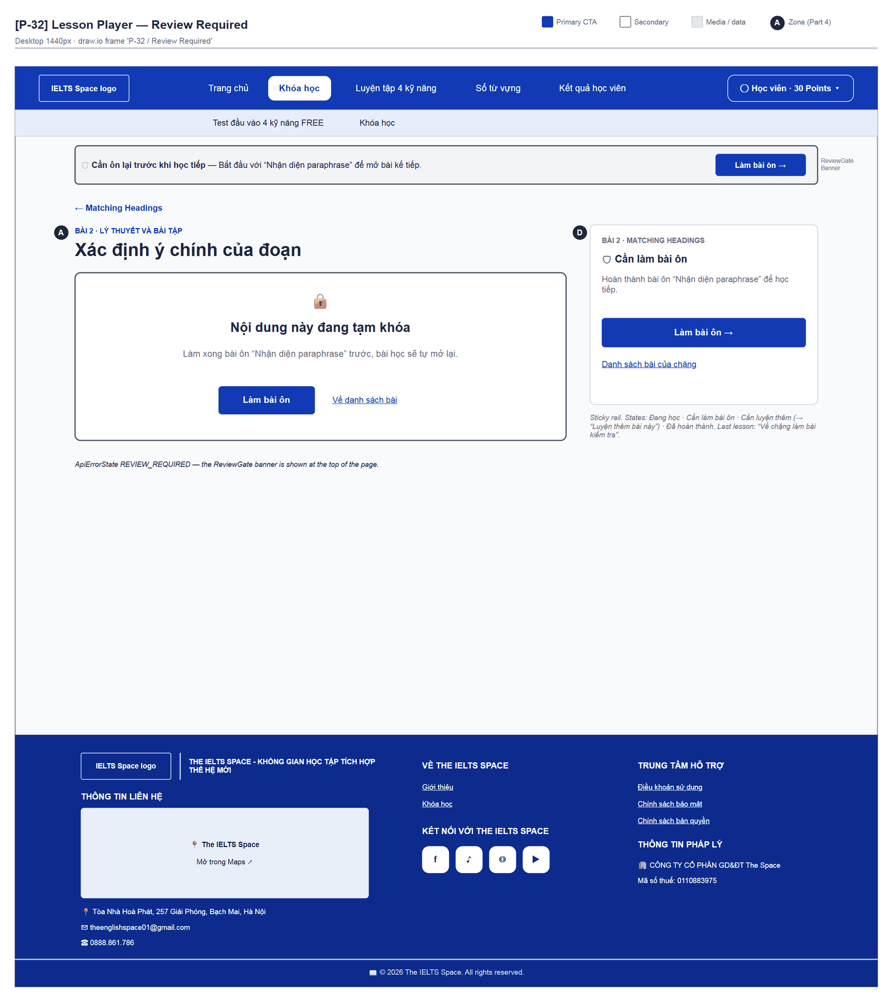 [P-32] Lesson Player — Review Required
Desktop 1440px · draw.io frame 'P-32 / Review Required'
Primary CTA
Secondary
Media / data
A
Zone (Part 4)
IELTS Space logo
Trang chủ
Khóa học
Luyện tập 4 kỹ năng
Sổ từ vựng
Kết quả học viên
Học viên · 30 Points ▾
Test đầu vào 4 kỹ năng FREE
Khóa học
Cần ôn lại trước khi học tiếp — Bắt đầu với “Nhận diện paraphrase” để mở bài kế tiếp.
Làm bài ôn →
ReviewGate
Banner
← Matching Headings
A
BÀI 2 · LÝ THUYẾT VÀ BÀI TẬP
Xác định ý chính của đoạn
Nội dung này đang tạm khóa
Làm xong bài ôn “Nhận diện paraphrase” trước, bài học sẽ tự mở lại.
Làm bài ôn
Về danh sách bài
D
BÀI 2 · MATCHING HEADINGS
Cần làm bài ôn
Hoàn thành bài ôn “Nhận diện paraphrase” để học
tiếp.
Làm bài ôn →
Danh sách bài của chặng
Sticky rail. States: Đang học · Cần làm bài ôn · Cần luyện thêm (→
“Luyện thêm bài này”) · Đã hoàn thành. Last lesson: “Về chặng làm bài
kiểm tra”.
ApiErrorState REVIEW_REQUIRED — the ReviewGate banner is shown at the top of the page.
IELTS Space logo
THE IELTS SPACE - KHÔNG GIAN HỌC TẬP TÍCH HỢP
THẾ HỆ MỚI
THÔNG TIN LIÊN HỆ
The IELTS Space
Mở trong Maps ↗
Tòa Nhà Hoà Phát, 257 Giải Phóng, Bạch Mai, Hà Nội
theenglishspace01@gmail.com
0888.861.786
VỀ THE IELTS SPACE
Giới thiệu
Khóa học
KẾT NỐI VỚI THE IELTS SPACE
f
TRUNG TÂM HỖ TRỢ
Điều khoản sử dụng
Chính sách bảo mật
Chính sách bản quyền
THÔNG TIN PHÁP LÝ
CÔNG TY CỔ PHẦN GD&ĐT The Space
Mã số thuế: 0110883975
© 2026 The IELTS Space. All rights reserved.